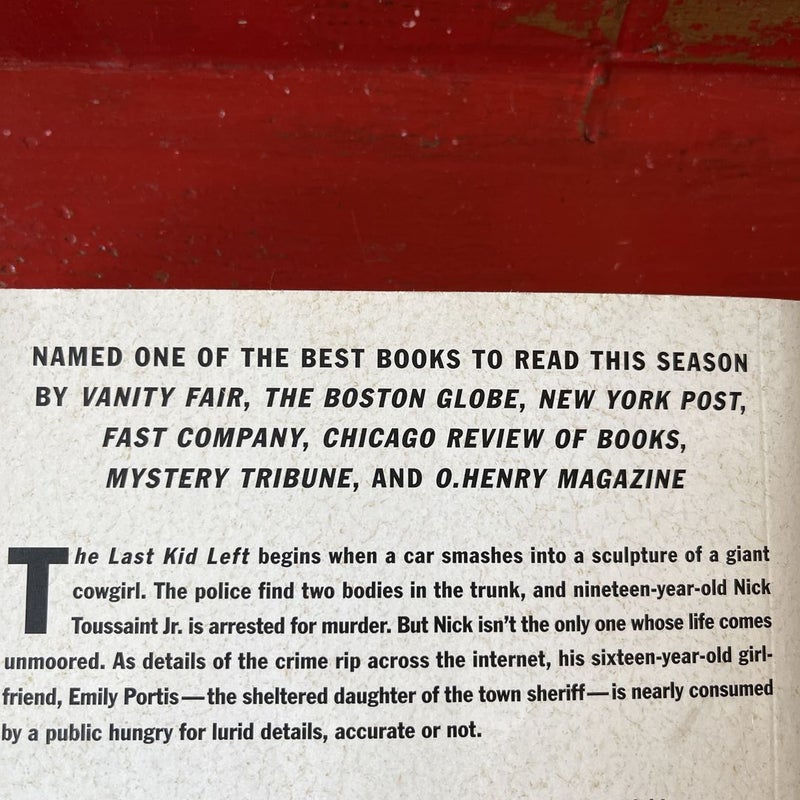 NAMED ONE OF THE BEST BOOKS TO READ THIS SEASON
BY VANITY FAIR, THE BOSTON GLOBE, NEW YORK POST,
FAST COMPANY, CHICAGO REVIEW OF BOOKS,
MYSTERY TRIBUNE, AND O.HENRY MAGAZINE
The Last Kid Left begins when a car smashes into a sculpture of a giant
cowgirl. The police find two bodies in the trunk, and nineteen-year-old Nick
Toussaint Jr. is arrested for murder. But Nick isn't the only one whose life comes
unmoored. As details of the crime rip across the internet, his sixteen-year-old girl-
friend, Emily Portis—the sheltered daughter of the town sheriff—is nearly consumed
by a public hungry for lurid details, accurate or not.